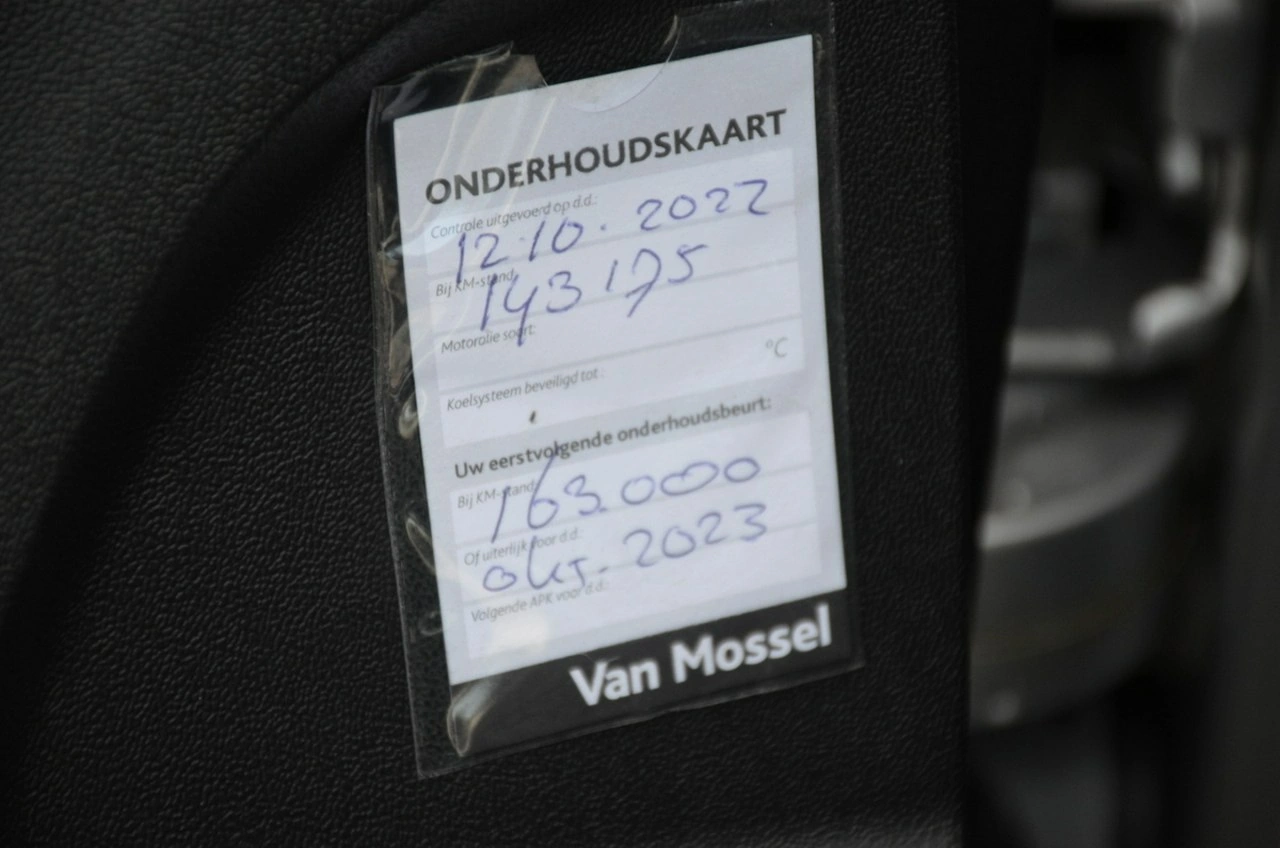 ONDERHOUDSKAART
Controle uitgevoerd op d.d.:
12.10.2022
Bij KM-stand:
143175
Motorolie soort:
Koelsysteem beveiligd tot :
°C
Uw eerstvolgende onderhoudsbeurt:
Bij KM-stand:
163.000
Of uiterlijk voor d.d.:
okt. 2023
Volgende APK voor d.d.:
Van Mossel